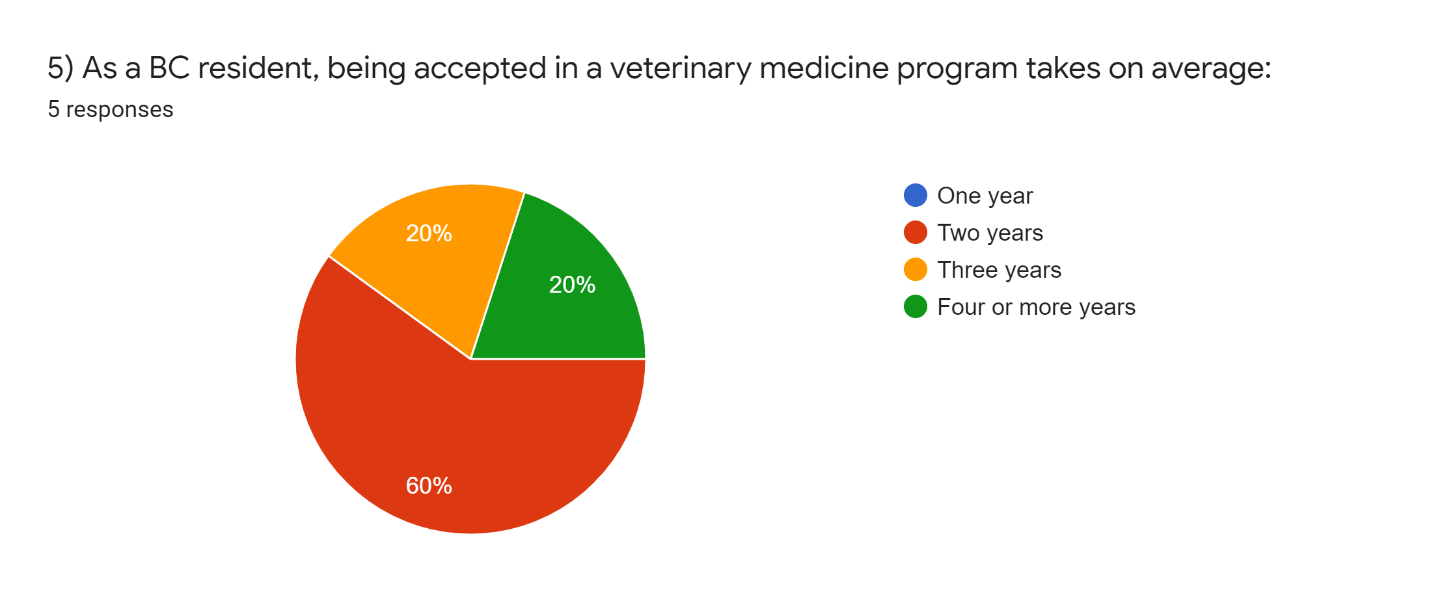 5) As a BC resident, being accepted in a veterinary medicine program takes on average:
5 responses
20%
20%
60%
One year
Two years
Three years
Four or more years